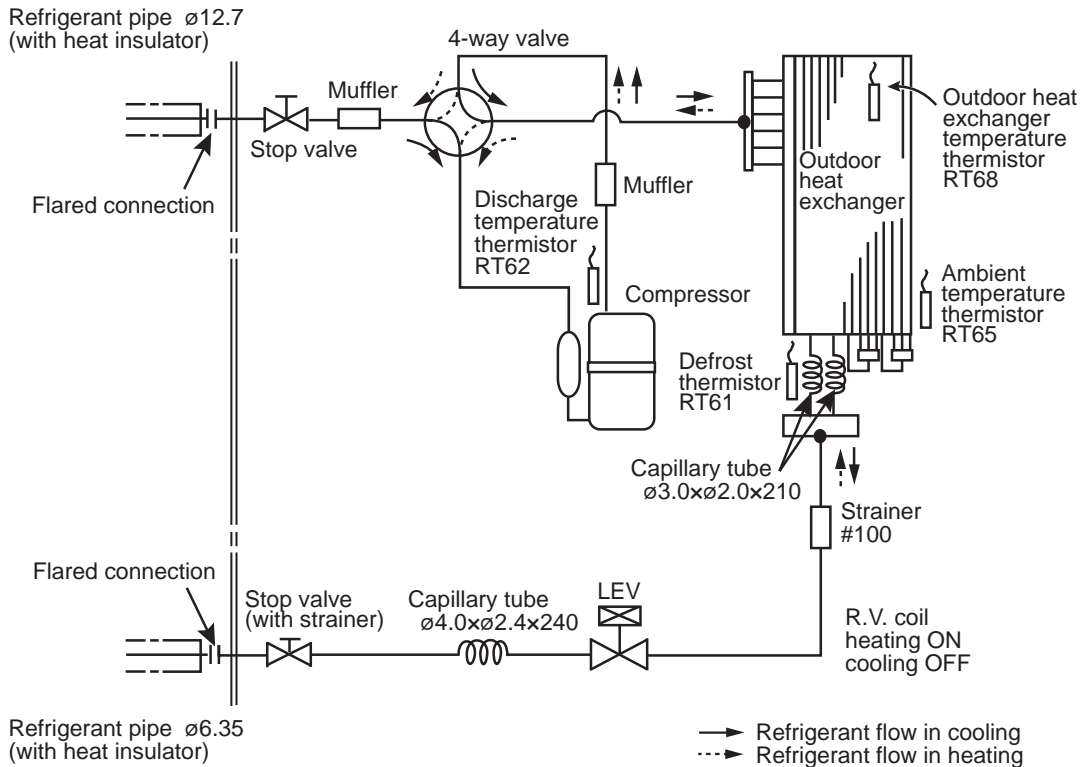 Refrigerant pipe ø12.7
(with heat insulator)
4-way valve
Muffler
Stop valve
Flared connection
Outdoor heat
exchanger
temperature
thermistor
RT68
Outdoor
heat
exchanger
Muffler
Discharge
temperature
thermistor
RT62
Compressor
Ambient
temperature
thermistor
RT65
Defrost
thermistor
RT61
Capillary tube
ø3.0×ø2.0×210
Strainer
#100
Flared connection
Stop valve
(with strainer)
Capillary tube
ø4.0×ø2.4×240
LEV
R.V. coil
heating ON
cooling OFF
Refrigerant pipe ø6.35
(with heat insulator)
Refrigerant flow in cooling
Refrigerant flow in heating